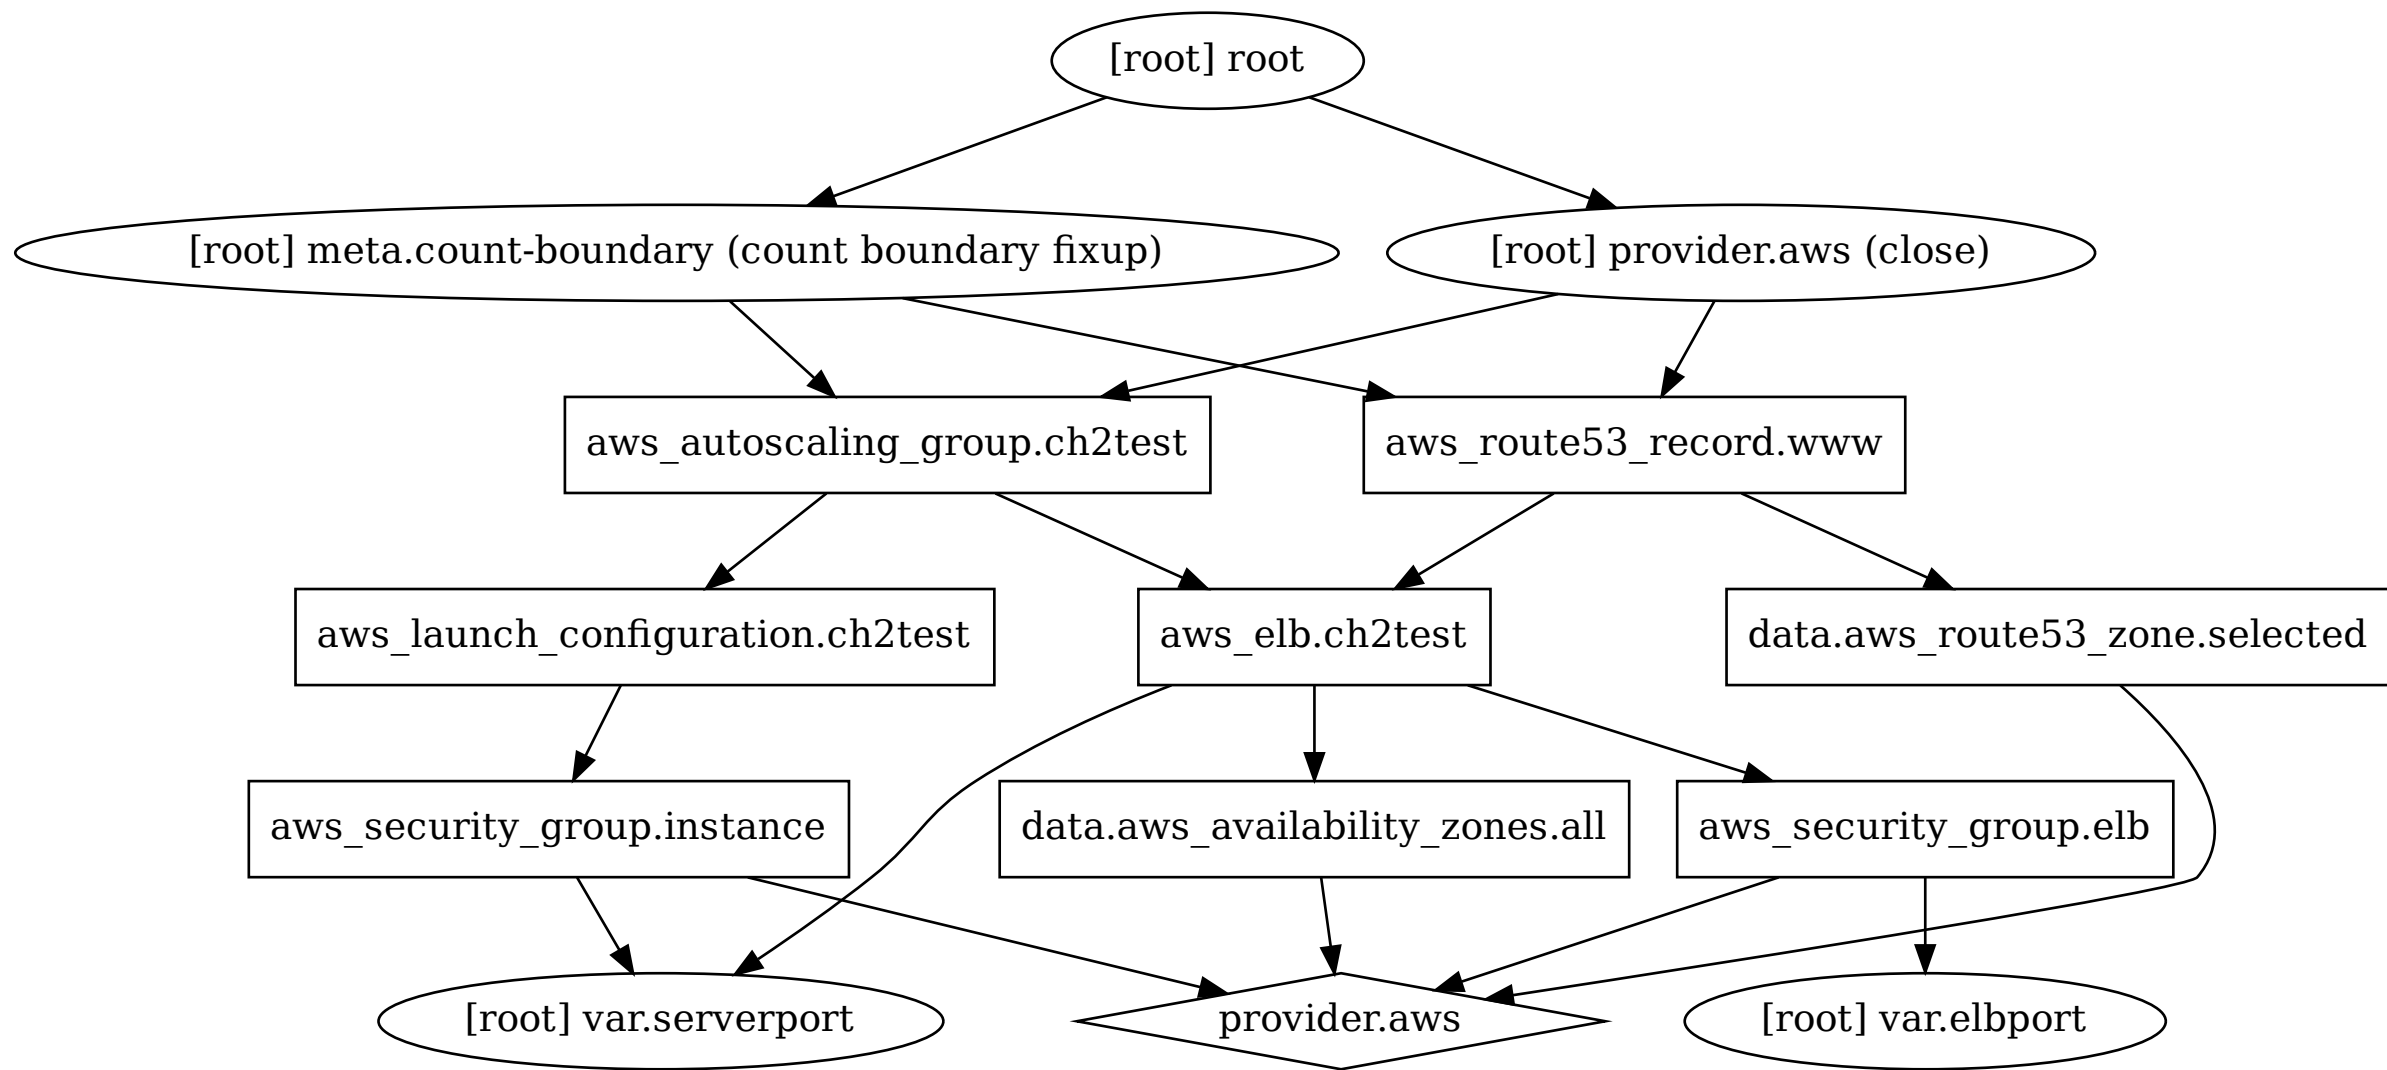 [root] root
[root] meta.count-boundary (count boundary fixup)
[root] provider.aws (close)
aws_autoscaling_group.ch2test
aws_route53_record.www
aws_launch_configuration.ch2test
aws_elb.ch2test
data.aws_route53_zone.selected
aws_security_group.instance
data.aws_availability_zones.all
aws_security_group.elb
[root] var.serverport
provider.aws
[root] var.elbport